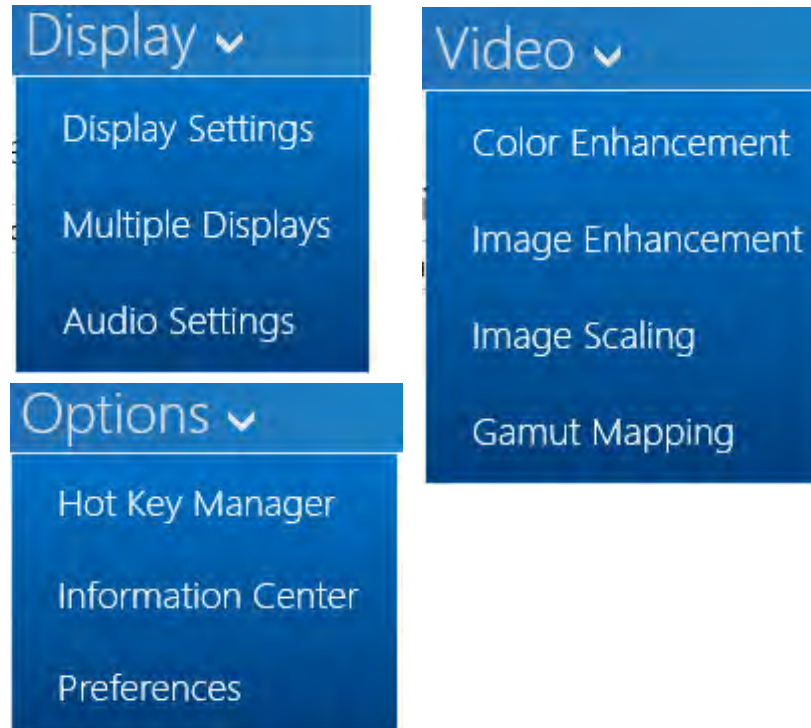 Display
Display Settings
Multiple Displays
Audio Settings
Video
Color Enhancement
Image Enhancement
Image Scaling
Gamut Mapping
Options
Hot Key Manager
Information Center
Preferences